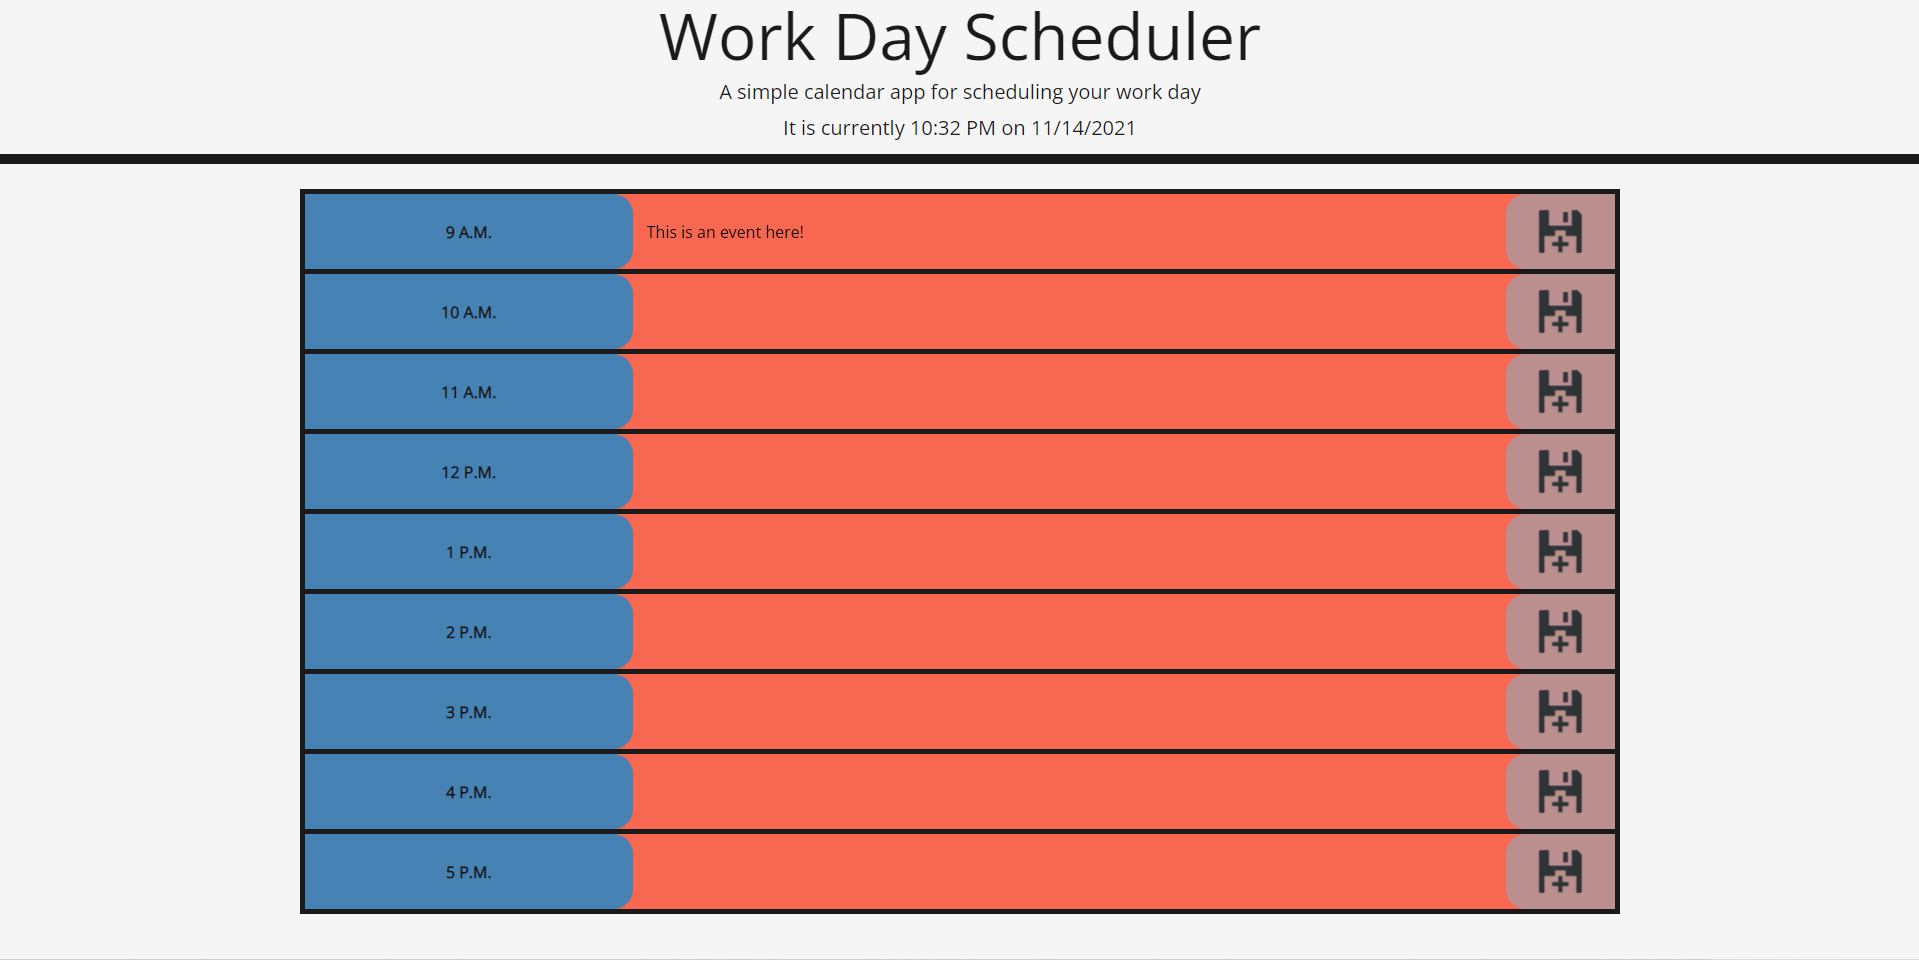 Work Day Scheduler
A simple calendar app for scheduling your work day
It is currently 10:32 PM on 11/14/2021
9 A.M.
This is an event here!
10 A.M.
11 A.M.
12 P.M.
1 P.M.
2 P.M.
3 P.M.
4 P.M.
5 P.M.